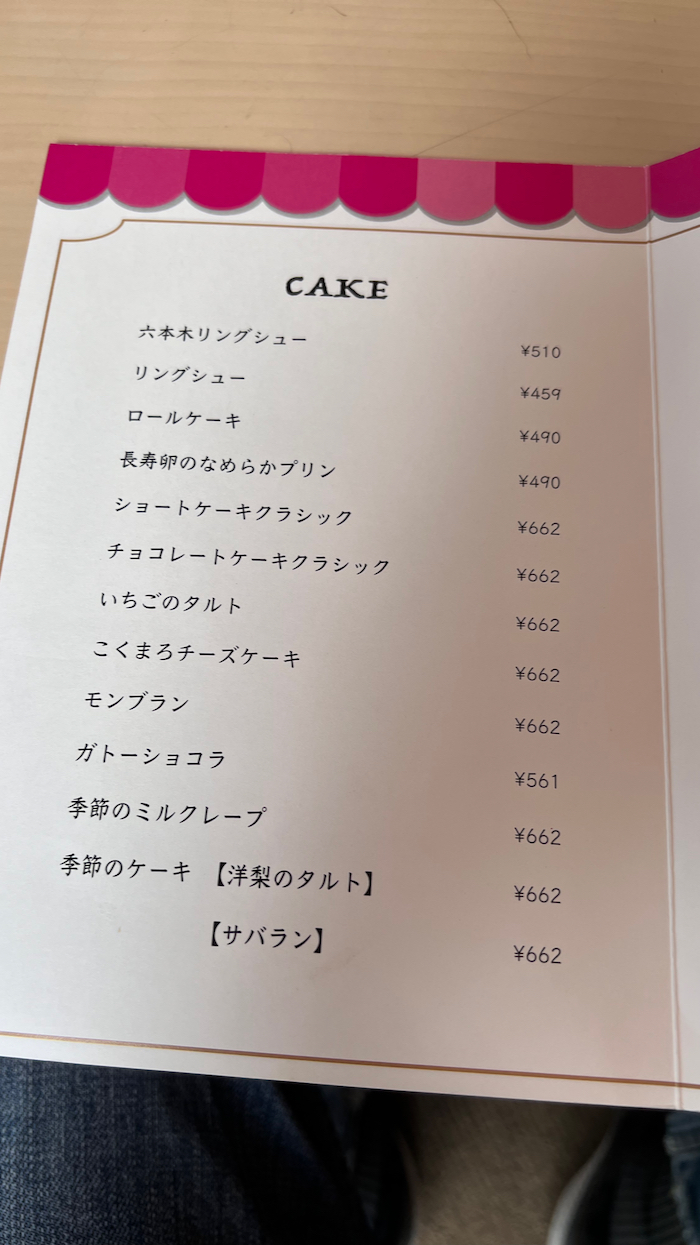 CAKE
六本木リングシュー ¥510
リングシュー ¥459
ロールケーキ ¥490
長寿卵のなめらかプリン ¥490
ショートケーキクラシック ¥662
チョコレートケーキクラシック ¥662
いちごのタルト ¥662
こくまろチーズケーキ ¥662
モンブラン ¥662
ガトーショコラ ¥561
季節のミルクレープ ¥662
季節のケーキ 【洋梨のタルト】 ¥662
【サバラン】 ¥662